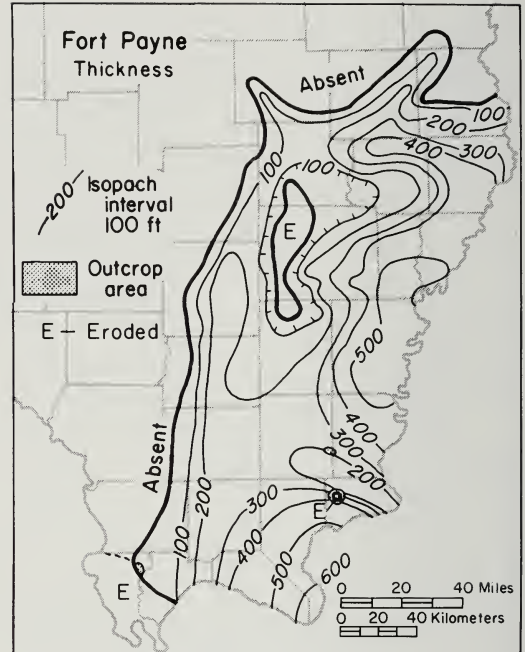 Fort Payne
Thickness
Absent
100
200
300
400
100
100
-200-
Isopach
interval
100 ft
E
Outcrop
area
E – Eroded
500
Absent
400
300
200
100
200
300
400
500
600
E
E
0 20 40 Miles
0 20 40 Kilometers